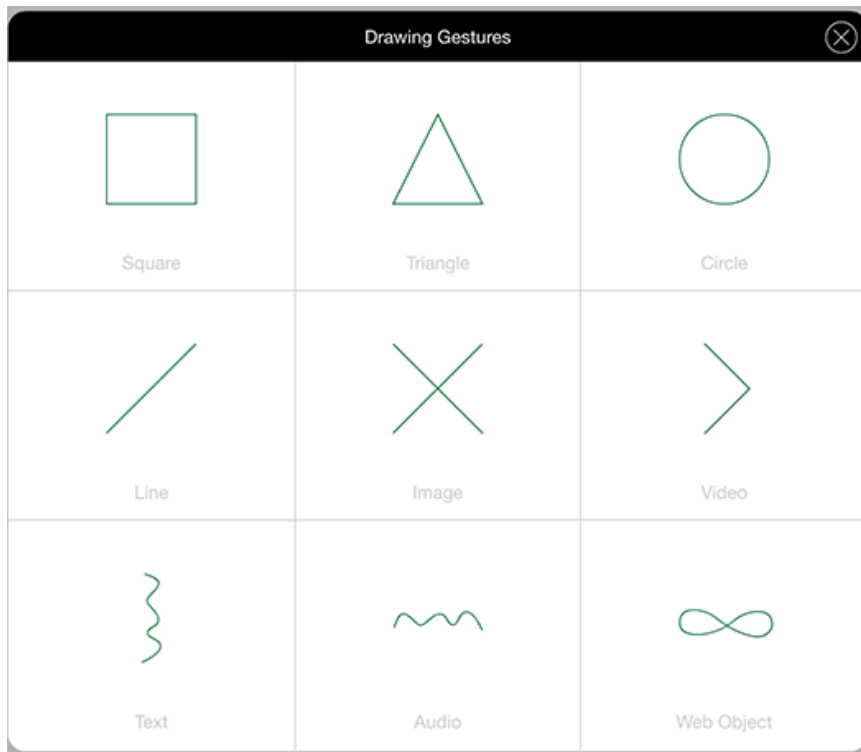 Drawing Gestures
Square
Triangle
Circle
Line
Image
Video
Text
Audio
Web Object